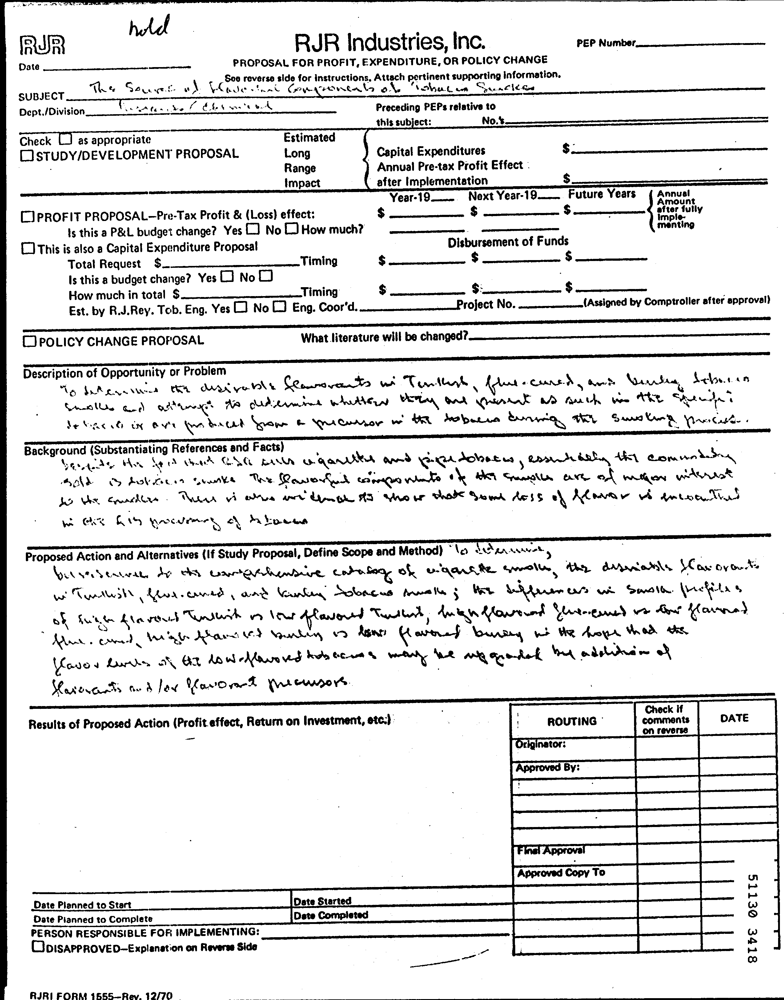 hold
RJR
RJR Industries, Inc.
PEP Number
PROPOSAL FOR PROFIT, EXPENDITURE, OR POLICY CHANGE
Date
See reverse side for instructions, Attach pertinent supporting information.
SUBJECT The Source of Flavorful Components of Tobacco Smokes
Dept./Division
Preceding PEPs relative to
this subject: No.'s
Check ☐ as appropriate
☐ STUDY/DEVELOPMENT PROPOSAL
Estimated
Long
Range
Impact
Capital Expenditures $
Annual Pre-tax Profit Effect
after Implementation $
Year-19 Next Year-19 Future Years
Annual
Amount
after fully
Imple-
menting
☐ PROFIT PROPOSAL—Pre-Tax Profit & (Loss) effect: $ $ $
Is this a P&L budget change? Yes ☐ No ☐ How much?
☐ This is also a Capital Expenditure Proposal
Disbursement of Funds
Total Request $ Timing $ $ $
Is this a budget change? Yes ☐ No ☐
How much in total $ Timing $ $ $
Est. by R.J.Rey. Tob. Eng. Yes ☐ No ☐ Eng. Coor'd. Project No. (Assigned by Comptroller after approval)
☐ POLICY CHANGE PROPOSAL
What literature will be changed?
Description of Opportunity or Problem
To determine the desirable flavorants in Turkish, flue-cured, and burley tobacco
smokes and attempt to determine whether they are present as such in the specific
tobacco or are produced from a precursor in the tobacco during the smoking process.
Background (Substantiating References and Facts)
Despite the fact that sells cigarettes and pipe tobaccos, essentially the commodity
sold is tobacco smoke. The flavorful components of the smokes are of major interest
to the smoker. There is also evidence to show that some loss of flavor is encountered
in the processing of tobaccos
Proposed Action and Alternatives (If Study Proposal, Define Scope and Method) To determine,
by reference to the comprehensive catalog of cigarette smoke, the desirable flavorants
in Turkish, flue-cured, and burley tobacco smoke; the differences in smoke profiles
of high flavored Turkish vs low flavored Turkish, high flavored flue-cured vs low flavored
flue-cured, high flavored burley vs low flavored burley in the hope that the
flavor levels of the low-flavored tobaccos may be upgraded by addition of
flavorants and/or flavorant precursors
Results of Proposed Action (Profit effect, Return on Investment, etc.)
ROUTING
Check if
comments
on reverse
DATE
Originator:
Approved By:
Final Approval
Approved Copy To
Date Planned to Start
Date Started
Date Planned to Complete
Date Completed
PERSON RESPONSIBLE FOR IMPLEMENTING:
☐ DISAPPROVED—Explanation on Reverse Side
51130 3418
RJRI FORM 1555—Rev. 12/70